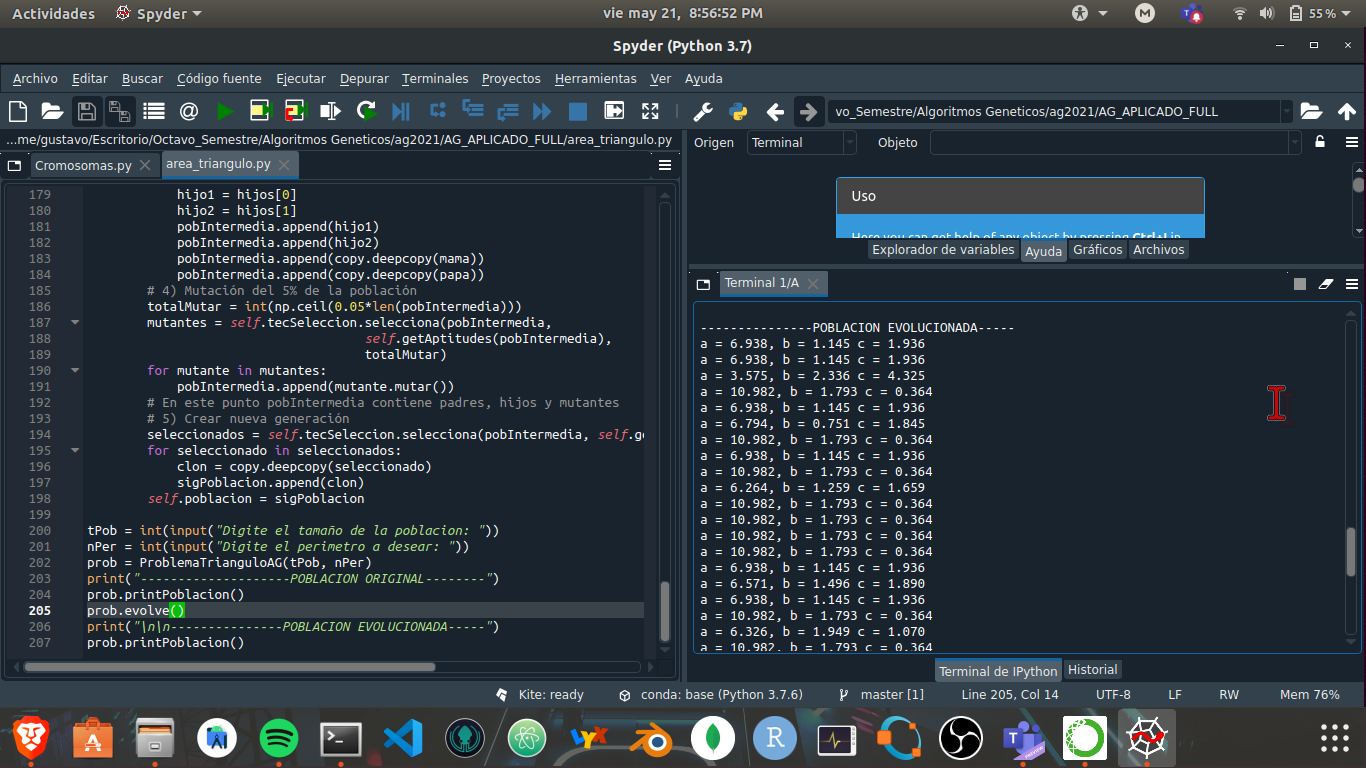 Actividades
Spyder
vie may 21, 8:56:52 PM
55 %
Spyder (Python 3.7)
Archivo Editar Buscar Código fuente Ejecutar Depurar Terminales Proyectos Herramientas Ver Ayuda
vo_Semestre/Algoritmos Geneticos/ag2021/AG_APLICADO_FULL
...me/gustavo/Escritorio/Octavo_Semestre/Algoritmos Geneticos/ag2021/AG_APLICADO_FULL/area_triangulo.py
Cromosomas.py
area_triangulo.py
179 hijo1 = hijos[0]
180 hijo2 = hijos[1]
181 pobIntermedia.append(hijo1)
182 pobIntermedia.append(hijo2)
183 pobIntermedia.append(copy.deepcopy(mama))
184 pobIntermedia.append(copy.deepcopy(papa))
185 # 4) Mutación del 5% de la población
186 totalMutar = int(np.ceil(0.05*len(pobIntermedia)))
187 mutantes = self.tecSeleccion.selecciona(pobIntermedia,
188 self.getAptitudes(pobIntermedia),
189 totalMutar)
190 for mutante in mutantes:
191 pobIntermedia.append(mutante.mutar())
192 # En este punto pobIntermedia contiene padres, hijos y mutantes
193 # 5) Crear nueva generación
194 seleccionados = self.tecSeleccion.selecciona(pobIntermedia, self.ge
195 for seleccionado in seleccionados:
196 clon = copy.deepcopy(seleccionado)
197 sigPoblacion.append(clon)
198 self.poblacion = sigPoblacion
199
200 tPob = int(input("Digite el tamaño de la poblacion: "))
201 nPer = int(input("Digite el perimetro a desear: "))
202 prob = ProblemaTrianguloAG(tPob, nPer)
203 print("--------------------POBLACION ORIGINAL--------")
204 prob.printPoblacion()
205 prob.evolve()
206 print("\n\n---------------POBLACION EVOLUCIONADA-----")
207 prob.printPoblacion()
Origen Terminal Objeto
Uso
Here you can get help of any object by pressing Ctrl+I in
Explorador de variables Ayuda Gráficos Archivos
Terminal 1/A
---------------POBLACION EVOLUCIONADA-----
a = 6.938, b = 1.145 c = 1.936
a = 6.938, b = 1.145 c = 1.936
a = 3.575, b = 2.336 c = 4.325
a = 10.982, b = 1.793 c = 0.364
a = 6.938, b = 1.145 c = 1.936
a = 6.794, b = 0.751 c = 1.845
a = 10.982, b = 1.793 c = 0.364
a = 6.938, b = 1.145 c = 1.936
a = 10.982, b = 1.793 c = 0.364
a = 6.264, b = 1.259 c = 1.659
a = 10.982, b = 1.793 c = 0.364
a = 10.982, b = 1.793 c = 0.364
a = 10.982, b = 1.793 c = 0.364
a = 10.982, b = 1.793 c = 0.364
a = 6.938, b = 1.145 c = 1.936
a = 6.571, b = 1.496 c = 1.890
a = 6.938, b = 1.145 c = 1.936
a = 10.982, b = 1.793 c = 0.364
a = 6.326, b = 1.949 c = 1.070
a = 10.982, b = 1.793 c = 0.364
Terminal de IPython Historial
Kite: ready conda: base (Python 3.7.6) master [1] Line 205, Col 14 UTF-8 LF RW Mem 76%